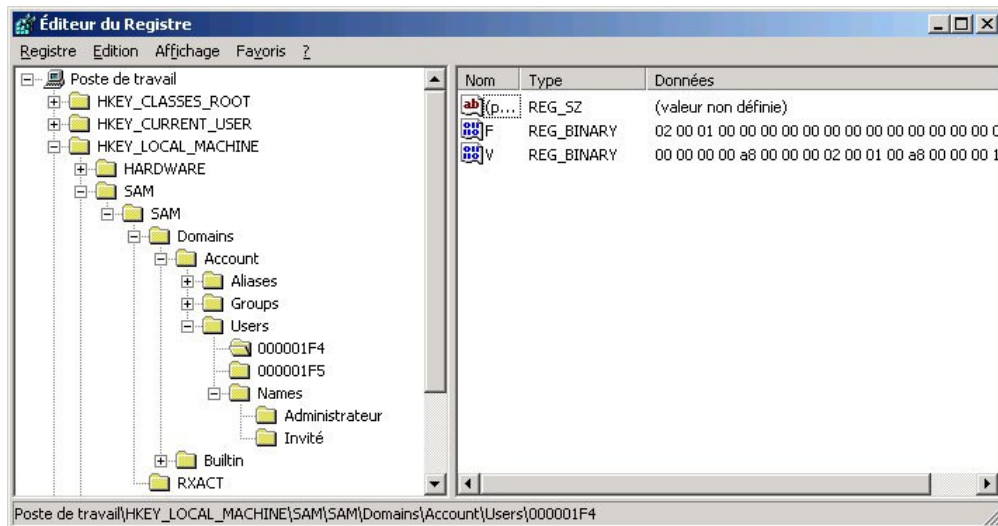 Éditeur du Registre
Registre Edition Affichage Favoris ?
Poste de travail
HKEY_CLASSES_ROOT
HKEY_CURRENT_USER
HKEY_LOCAL_MACHINE
HARDWARE
SAM
SAM
Domains
Account
Aliases
Groups
Users
000001F4
000001F5
Names
Administrateur
Invité
Builtin
RXACT
Nom Type Données
(p... REG_SZ (valeur non définie)
F REG_BINARY 02 00 01 00 00 00 00 00 00 00 00 00 00 00 00 00
V REG_BINARY 00 00 00 00 a8 00 00 00 02 00 01 00 a8 00 00 00
Poste de travail\HKEY_LOCAL_MACHINE\SAM\SAM\Domains\Account\Users\000001F4